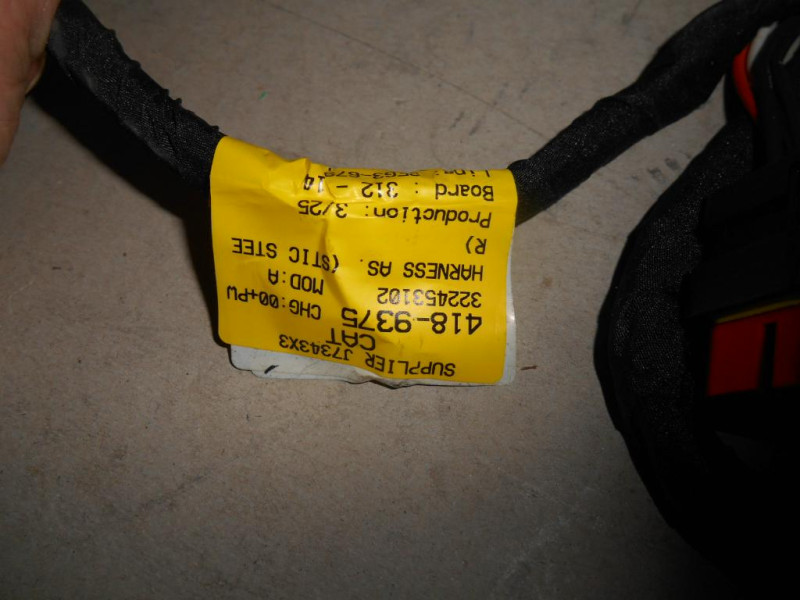 SUPPLIER J7343X3
CAT
418-9375 CHG:00+PW
322453102 MOD:A
HARNESS AS. (STIC STEE
R)
Production: 3/25
Board: 312 - 14